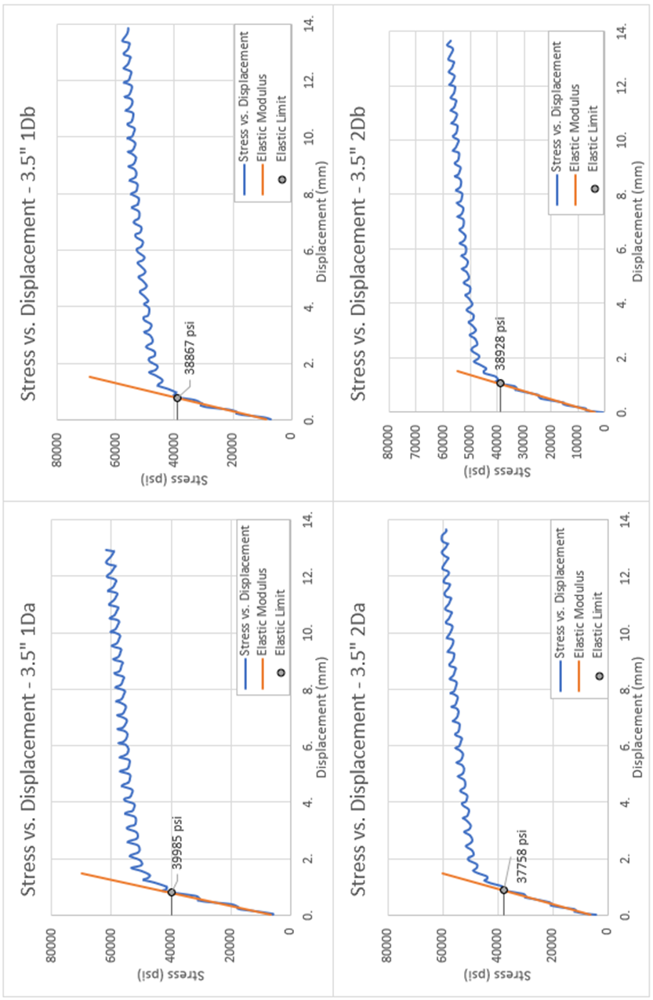 Stress vs. Displacement - 3.5" 1Da
80000
60000
40000
20000
0
Stress (psi)
39985 psi
0.
2.
4.
6.
8.
10.
12.
14.
Displacement (mm)
Stress vs. Displacement
Elastic Modulus
Elastic Limit
Stress vs. Displacement - 3.5" 1Db
80000
60000
40000
20000
0
Stress (psi)
38867 psi
0.
2.
4.
6.
8.
10.
12.
14.
Displacement (mm)
Stress vs. Displacement
Elastic Modulus
Elastic Limit
Stress vs. Displacement - 3.5" 2Da
80000
60000
40000
20000
0
Stress (psi)
37758 psi
0.
2.
4.
6.
8.
10.
12.
14.
Displacement (mm)
Stress vs. Displacement
Elastic Modulus
Elastic Limit
Stress vs. Displacement - 3.5" 2Db
80000
70000
60000
50000
40000
30000
20000
10000
0
Stress (psi)
38928 psi
0.
2.
4.
6.
8.
10.
12.
14.
Displacement (mm)
Stress vs. Displacement
Elastic Modulus
Elastic Limit